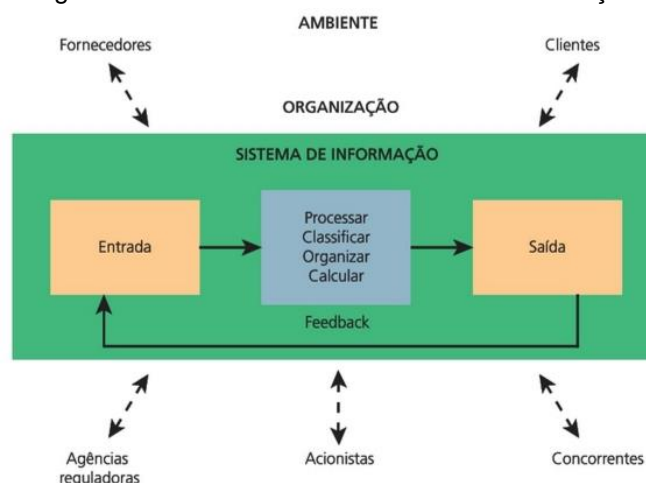 AMBIENTE
Fornecedores
Clientes
ORGANIZAÇÃO
SISTEMA DE INFORMAÇÃO
Entrada
Processar
Classificar
Organizar
Calcular
Saída
Feedback
Agências
reguladoras
Acionistas
Concorrentes